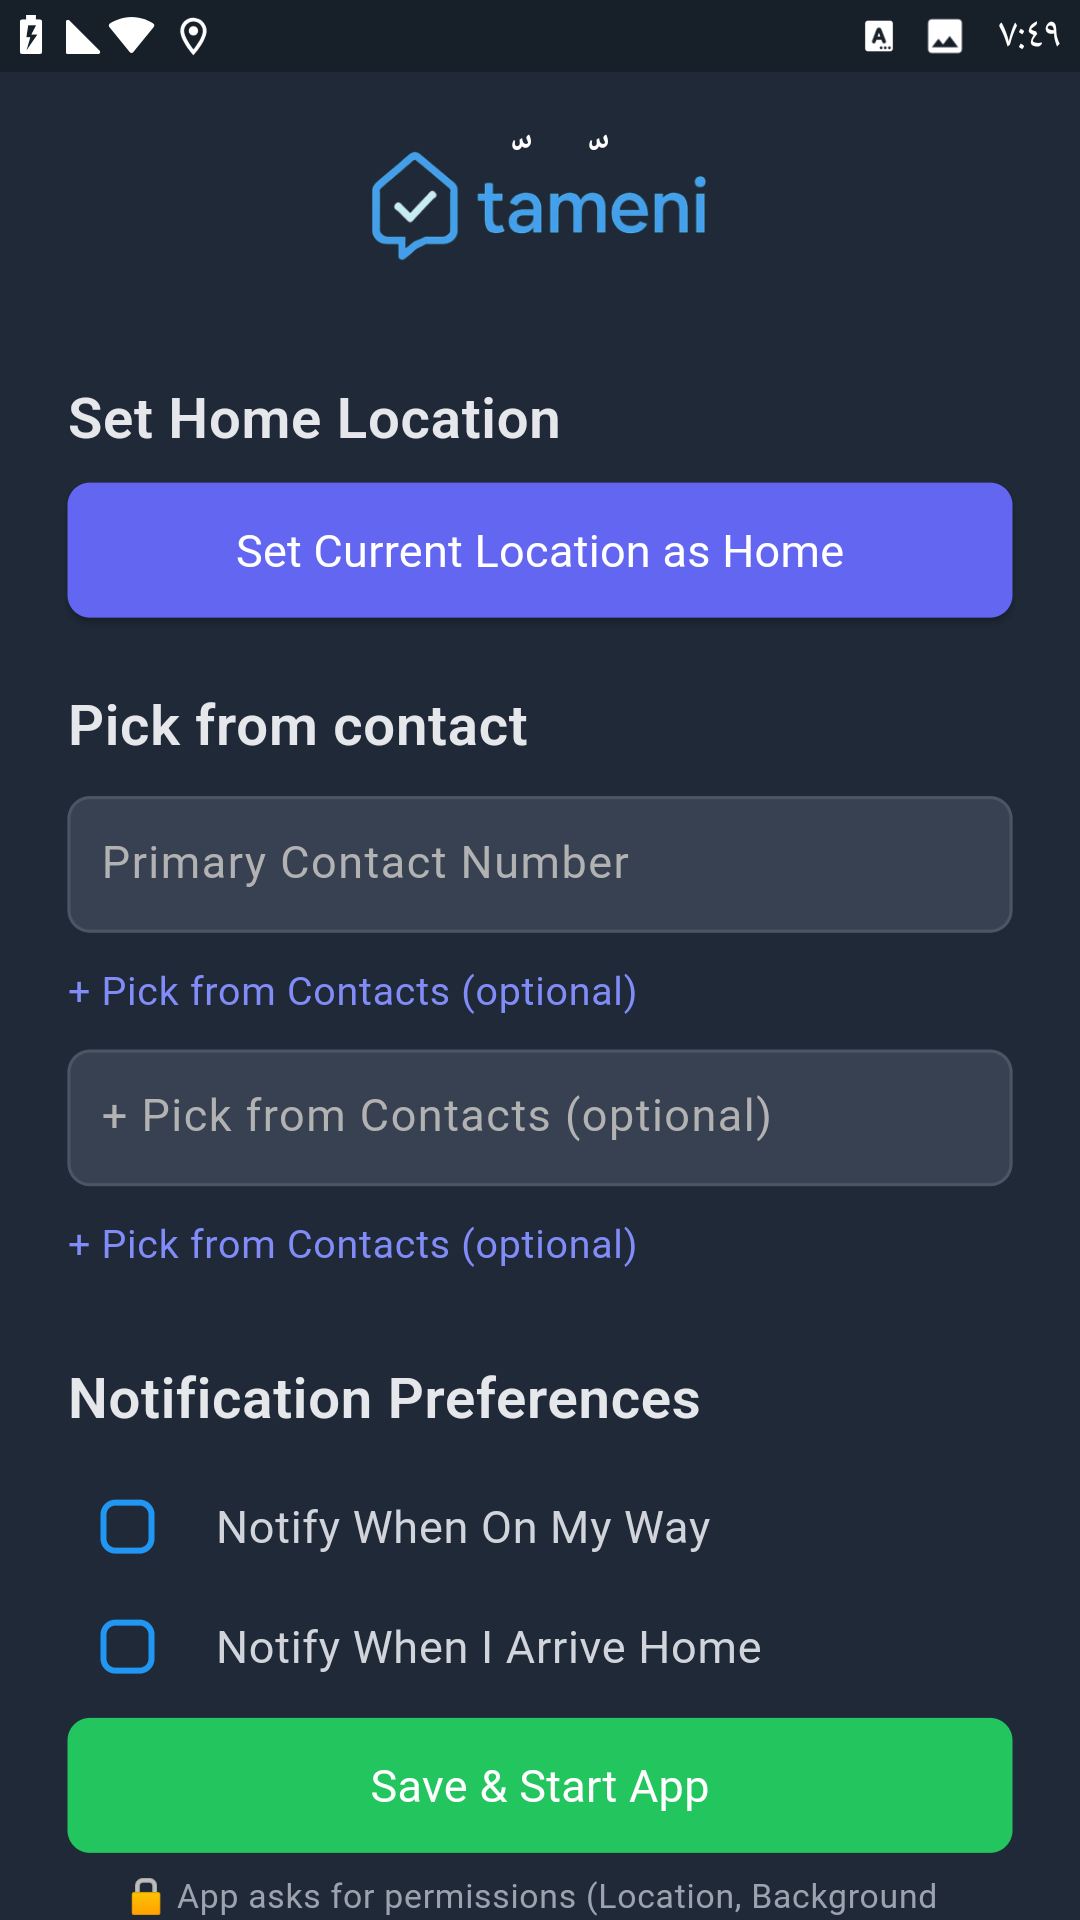 ٧:٤٩
tameni
Set Home Location
Set Current Location as Home
Pick from contact
Primary Contact Number
+ Pick from Contacts (optional)
+ Pick from Contacts (optional)
+ Pick from Contacts (optional)
Notification Preferences
Notify When On My Way
Notify When I Arrive Home
Save & Start App
🔒 App asks for permissions (Location, Background